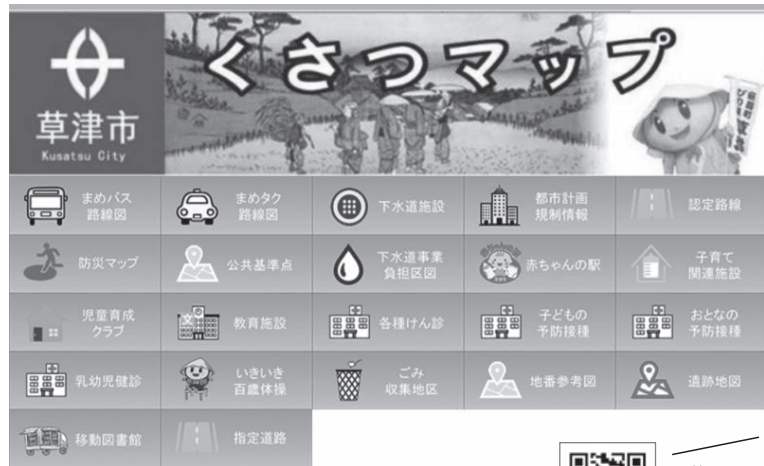 くさつマップ
草津市
Kusatsu City
まめバス
路線図
まめタク
路線図
下水道施設
都市計画
規制情報
認定路線
防災マップ
公共基準点
下水道事業
負担区図
赤ちゃんの駅
子育て
関連施設
児童育成
クラブ
文
教育施設
各種けん診
子どもの
予防接種
おとなの
予防接種
乳幼児健診
いきいき
百歳体操
ごみ
収集地区
地番参考図
遺跡地図
移動図書館
指定道路